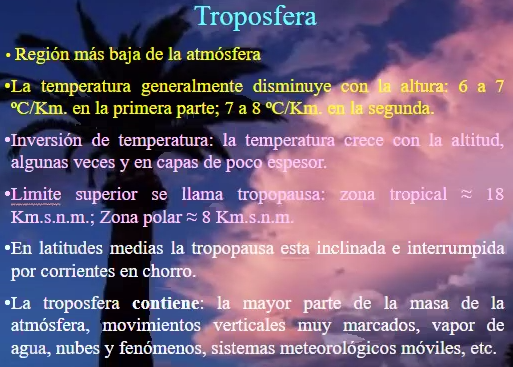 Troposfera
• Región más baja de la atmósfera
•La temperatura generalmente disminuye con la altura: 6 a 7
ºC/Km. en la primera parte; 7 a 8 ºC/Km. en la segunda.
•Inversión de temperatura: la temperatura crece con la altitud,
algunas veces y en capas de poco espesor.
•Limite superior se llama tropopausa: zona tropical ≈ 18
Km.s.n.m.; Zona polar ≈ 8 Km.s.n.m.
•En latitudes medias la tropopausa esta inclinada e interrumpida
por corrientes en chorro.
•La troposfera contiene: la mayor parte de la masa de la
atmósfera, movimientos verticales muy marcados, vapor de
agua, nubes y fenómenos, sistemas meteorológicos móviles, etc.